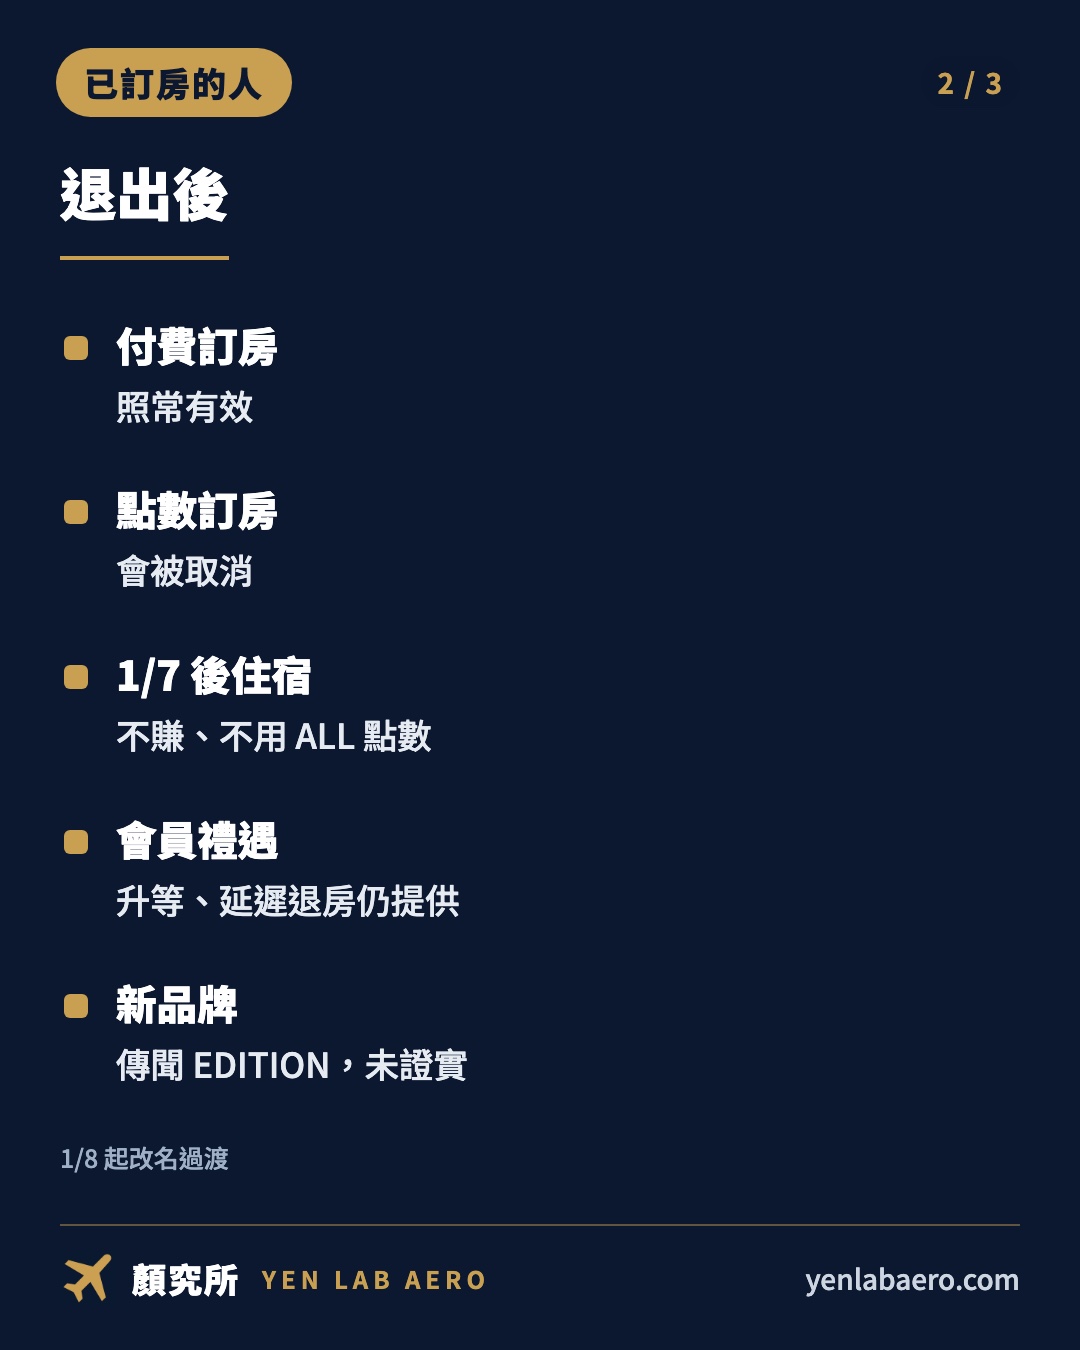 已訂房的人
2 / 3
退出後
付費訂房
照常有效
點數訂房
會被取消
1/7 後住宿
不賺、不用 ALL 點數
會員禮遇
升等、延遲退房仍提供
新品牌
傳聞 EDITION，未證實
1/8 起改名過渡
顏究所 YEN LAB AERO
yenlabaero.com